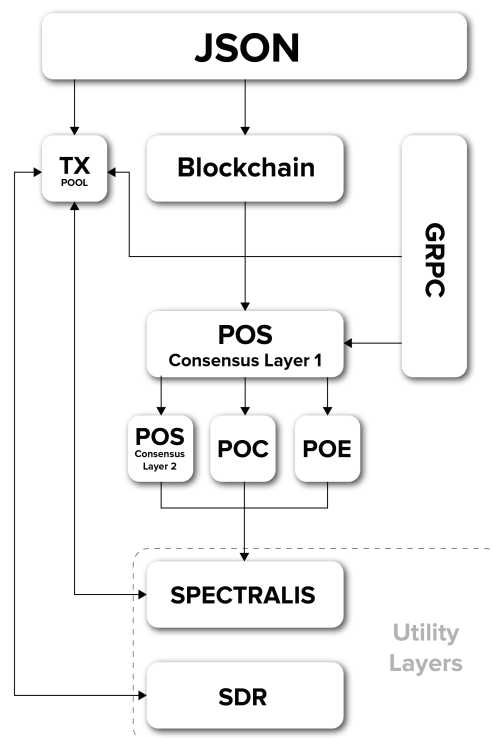 JSON
TX
POOL
Blockchain
GRPC
POS
Consensus Layer 1
POS
Consensus
Layer 2
POC
POE
SPECTRALIS
Utility
Layers
SDR